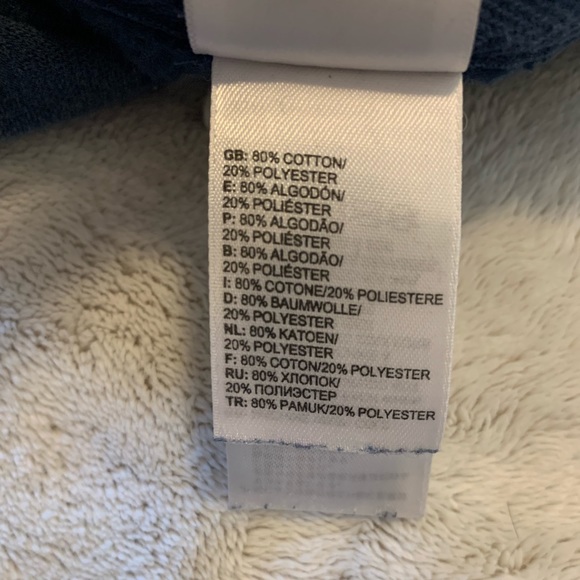 GB: 80% COTTON/
20% POLYESTER
E: 80% ALGODÓN/
20% POLIÉSTER
P: 80% ALGODÃO/
20% POLIÉSTER
B: 80% ALGODÃO/
20% POLIÉSTER
I: 80% COTONE/20% POLIESTERE
D: 80% BAUMWOLLE/
20% POLYESTER
NL: 80% KATOEN/
20% POLYESTER
F: 80% COTON/20% POLYESTER
RU: 80% ХЛОПОК/
20% ПОЛИЭСТЕР
TR: 80% PAMUK/20% POLYESTER